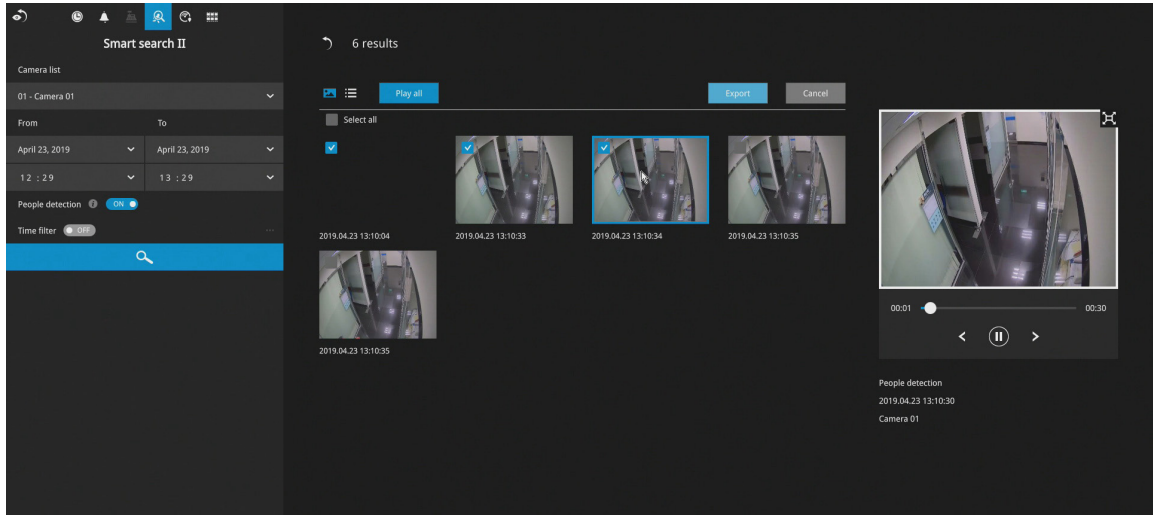 Smart search II
Camera list
01 - Camera 01
From To
April 23, 2019 April 23, 2019
12 : 29 13 : 29
People detection ON
Time filter OFF ...
6 results
Play all Export Cancel
Select all
2019.04.23 13:10:04 2019.04.23 13:10:33 2019.04.23 13:10:34 2019.04.23 13:10:35
2019.04.23 13:10:35
00:01 00:30
People detection
2019.04.23 13:10:30
Camera 01